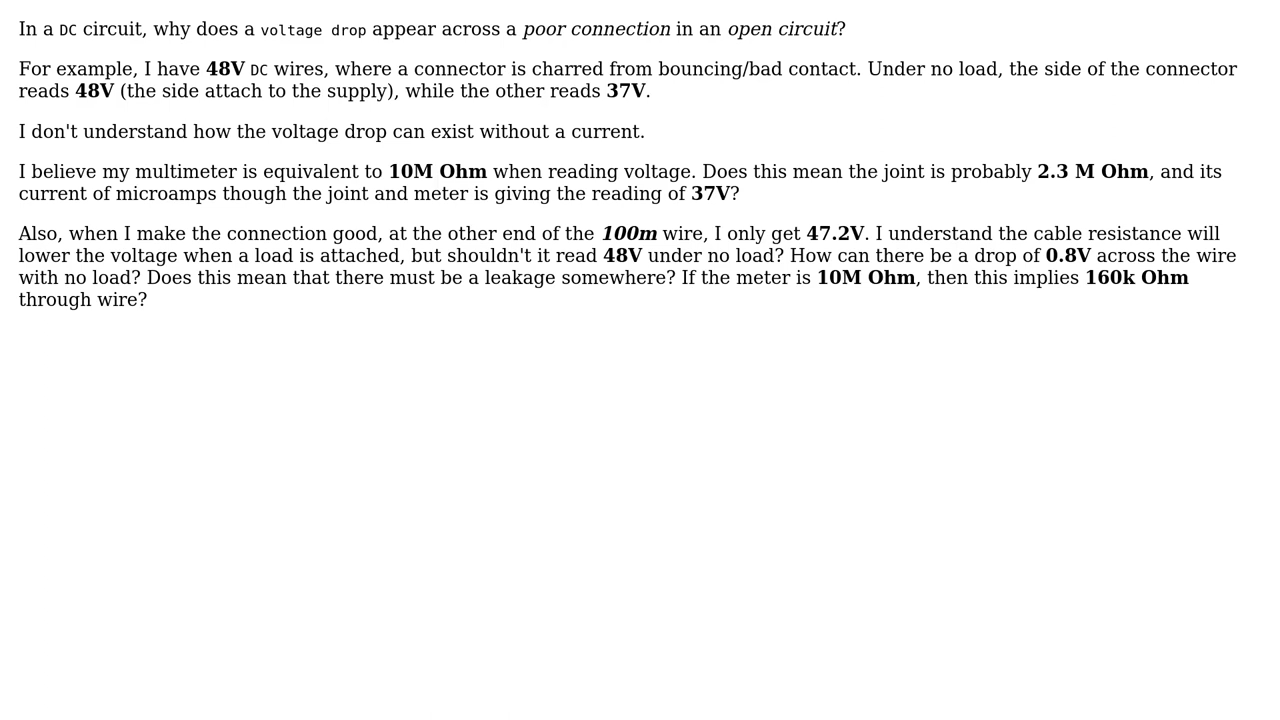 In a DC circuit, why does a voltage drop appear across a poor connection in an open circuit?
For example, I have 48V DC wires, where a connector is charred from bouncing/bad contact. Under no load, the side of the connector
reads 48V (the side attach to the supply), while the other reads 37V.
I don't understand how the voltage drop can exist without a current.
I believe my multimeter is equivalent to 10M Ohm when reading voltage. Does this mean the joint is probably 2.3 M Ohm, and its
current of microamps though the joint and meter is giving the reading of 37V?
Also, when I make the connection good, at the other end of the 100m wire, I only get 47.2V. I understand the cable resistance will
lower the voltage when a load is attached, but shouldn't it read 48V under no load? How can there be a drop of 0.8V across the wire
with no load? Does this mean that there must be a leakage somewhere? If the meter is 10M Ohm, then this implies 160k Ohm
through wire?